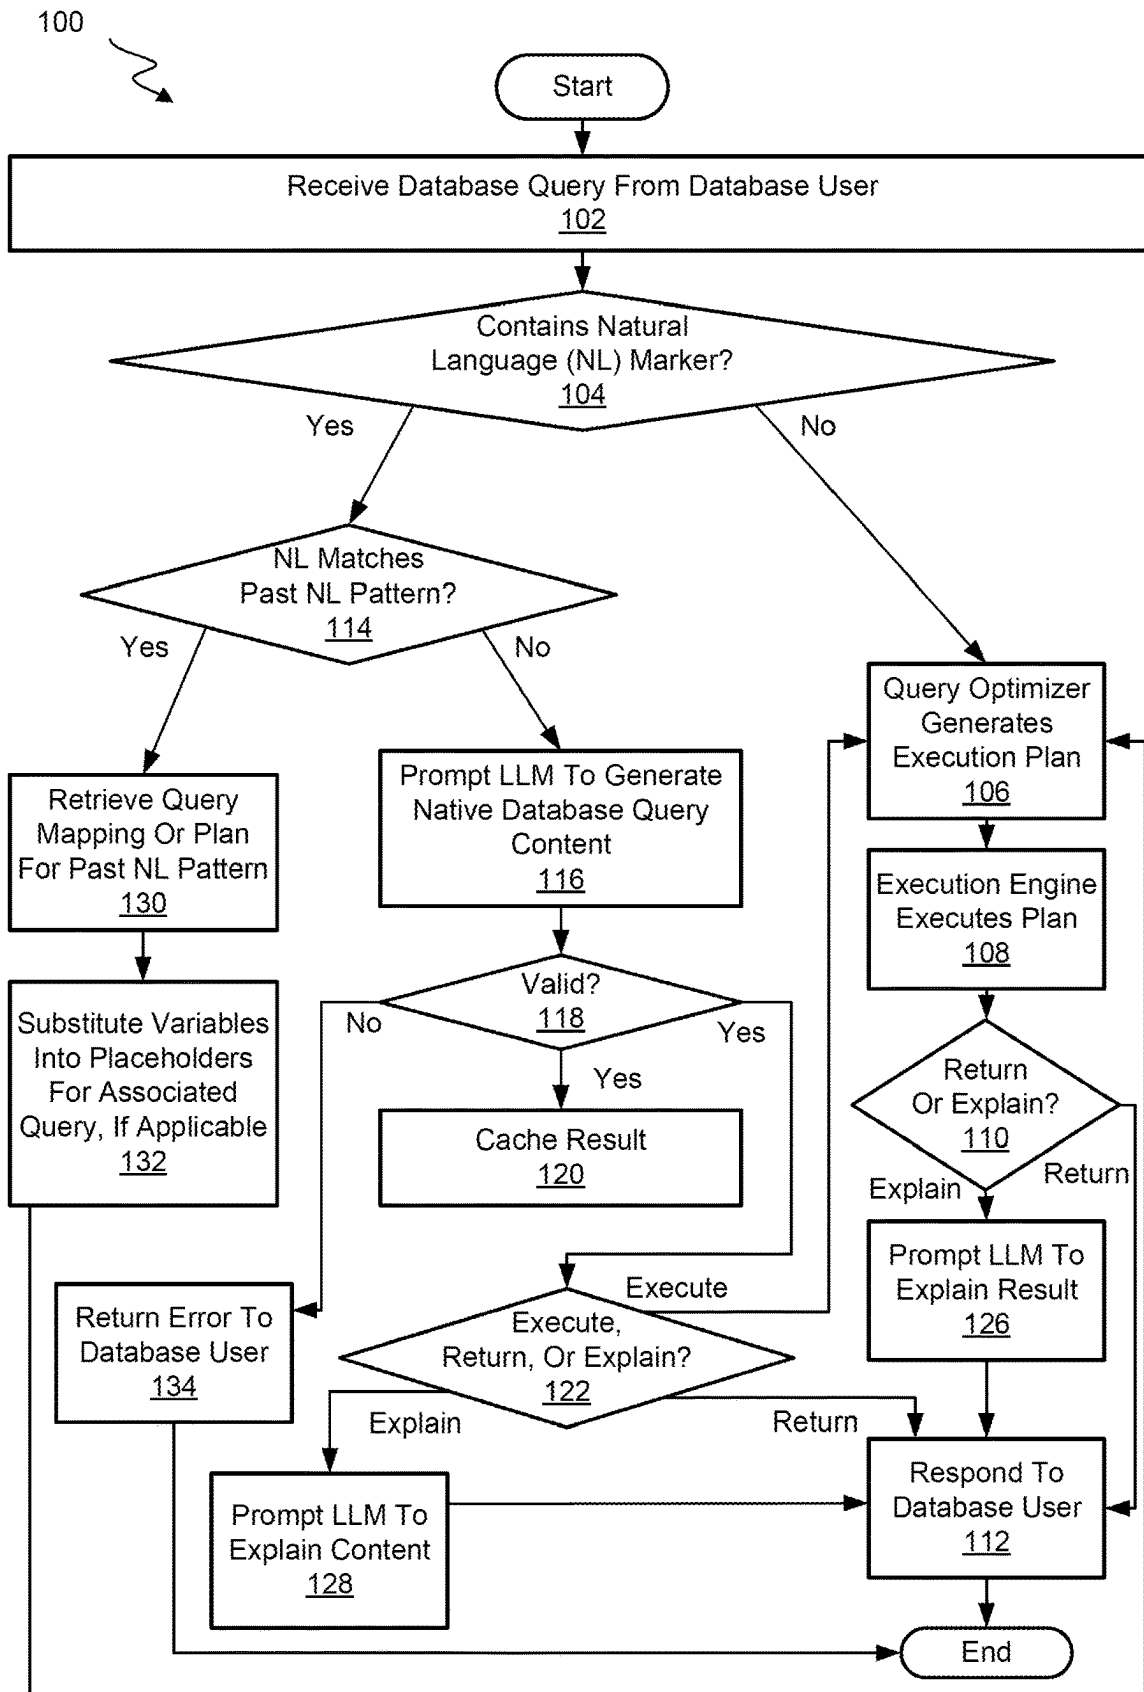 100
Start
Receive Database Query From Database User
102
Contains Natural
Language (NL) Marker?
104
Yes
No
NL Matches
Past NL Pattern?
114
Yes
No
Query Optimizer
Generates
Execution Plan
106
Retrieve Query
Mapping Or Plan
For Past NL Pattern
130
Prompt LLM To Generate
Native Database Query
Content
116
Execution Engine
Executes Plan
108
Valid?
118
No
Yes
Yes
Substitute Variables
Into Placeholders
For Associated
Query, If Applicable
132
Cache Result
120
Return
Or Explain?
110
Explain
Return
Prompt LLM To
Explain Result
126
Return Error To
Database User
134
Execute
Execute,
Return, Or Explain?
122
Explain
Return
Prompt LLM To
Explain Content
128
Respond To
Database User
112
End